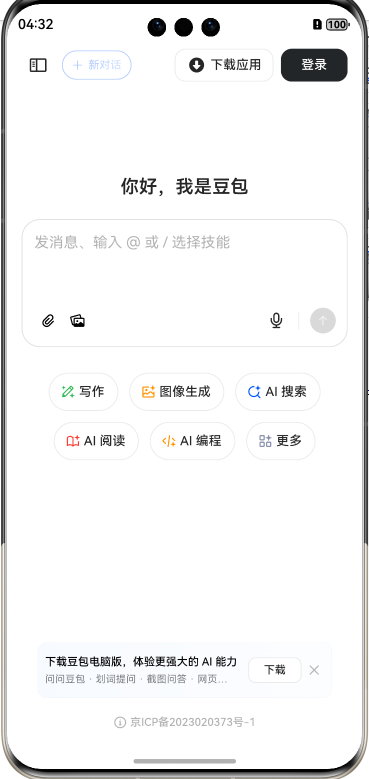 04:32
100
新对话
下载应用
登录
你好，我是豆包
发消息、输入 @ 或 / 选择技能
写作
图像生成
AI 搜索
AI 阅读
AI 编程
更多
下载豆包电脑版，体验更强大的 AI 能力
问问豆包 · 划词提问 · 截图问答 · 网页...
下载
京ICP备2023020373号-1